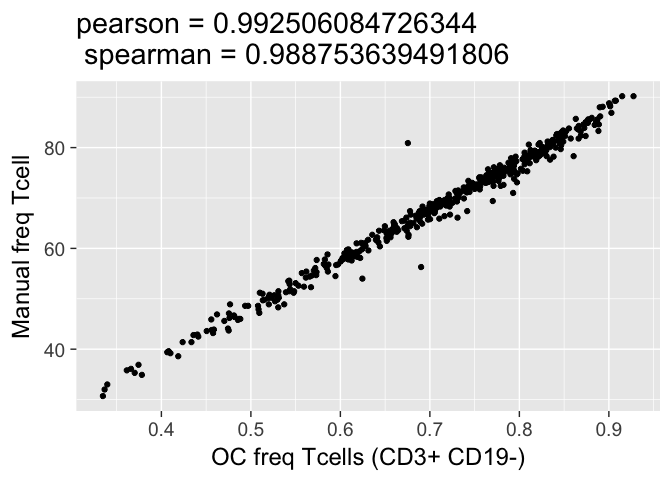 pearson = 0.992506084726344
spearman = 0.988753639491806
Manual freq Tcell
80
60
40
0.4 0.5 0.6 0.7 0.8 0.9
OC freq Tcells (CD3+ CD19-)